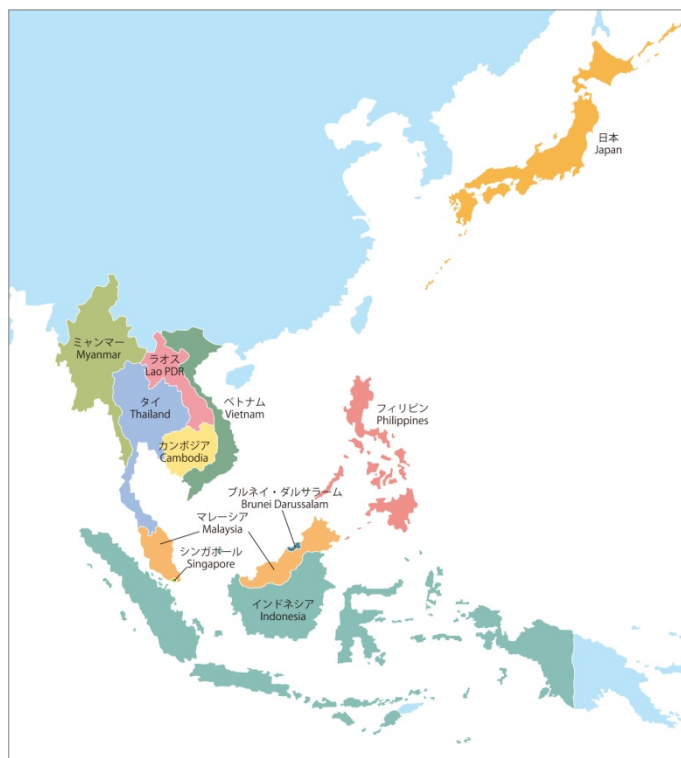 日本
Japan
ミャンマー
Myanmar
ラオス
Lao PDR
タイ
Thailand
ベトナム
Vietnam
カンボジア
Cambodia
フィリピン
Philippines
ブルネイ・ダルサラーム
Brunei Darussalam
マレーシア
Malaysia
シンガポール
Singapore
インドネシア
Indonesia